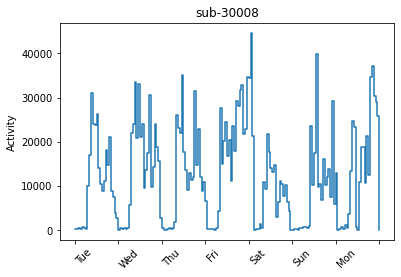 sub-30008
Activity
40000
30000
20000
10000
0
Tue
Wed
Thu
Fri
Sat
Sun
Mon